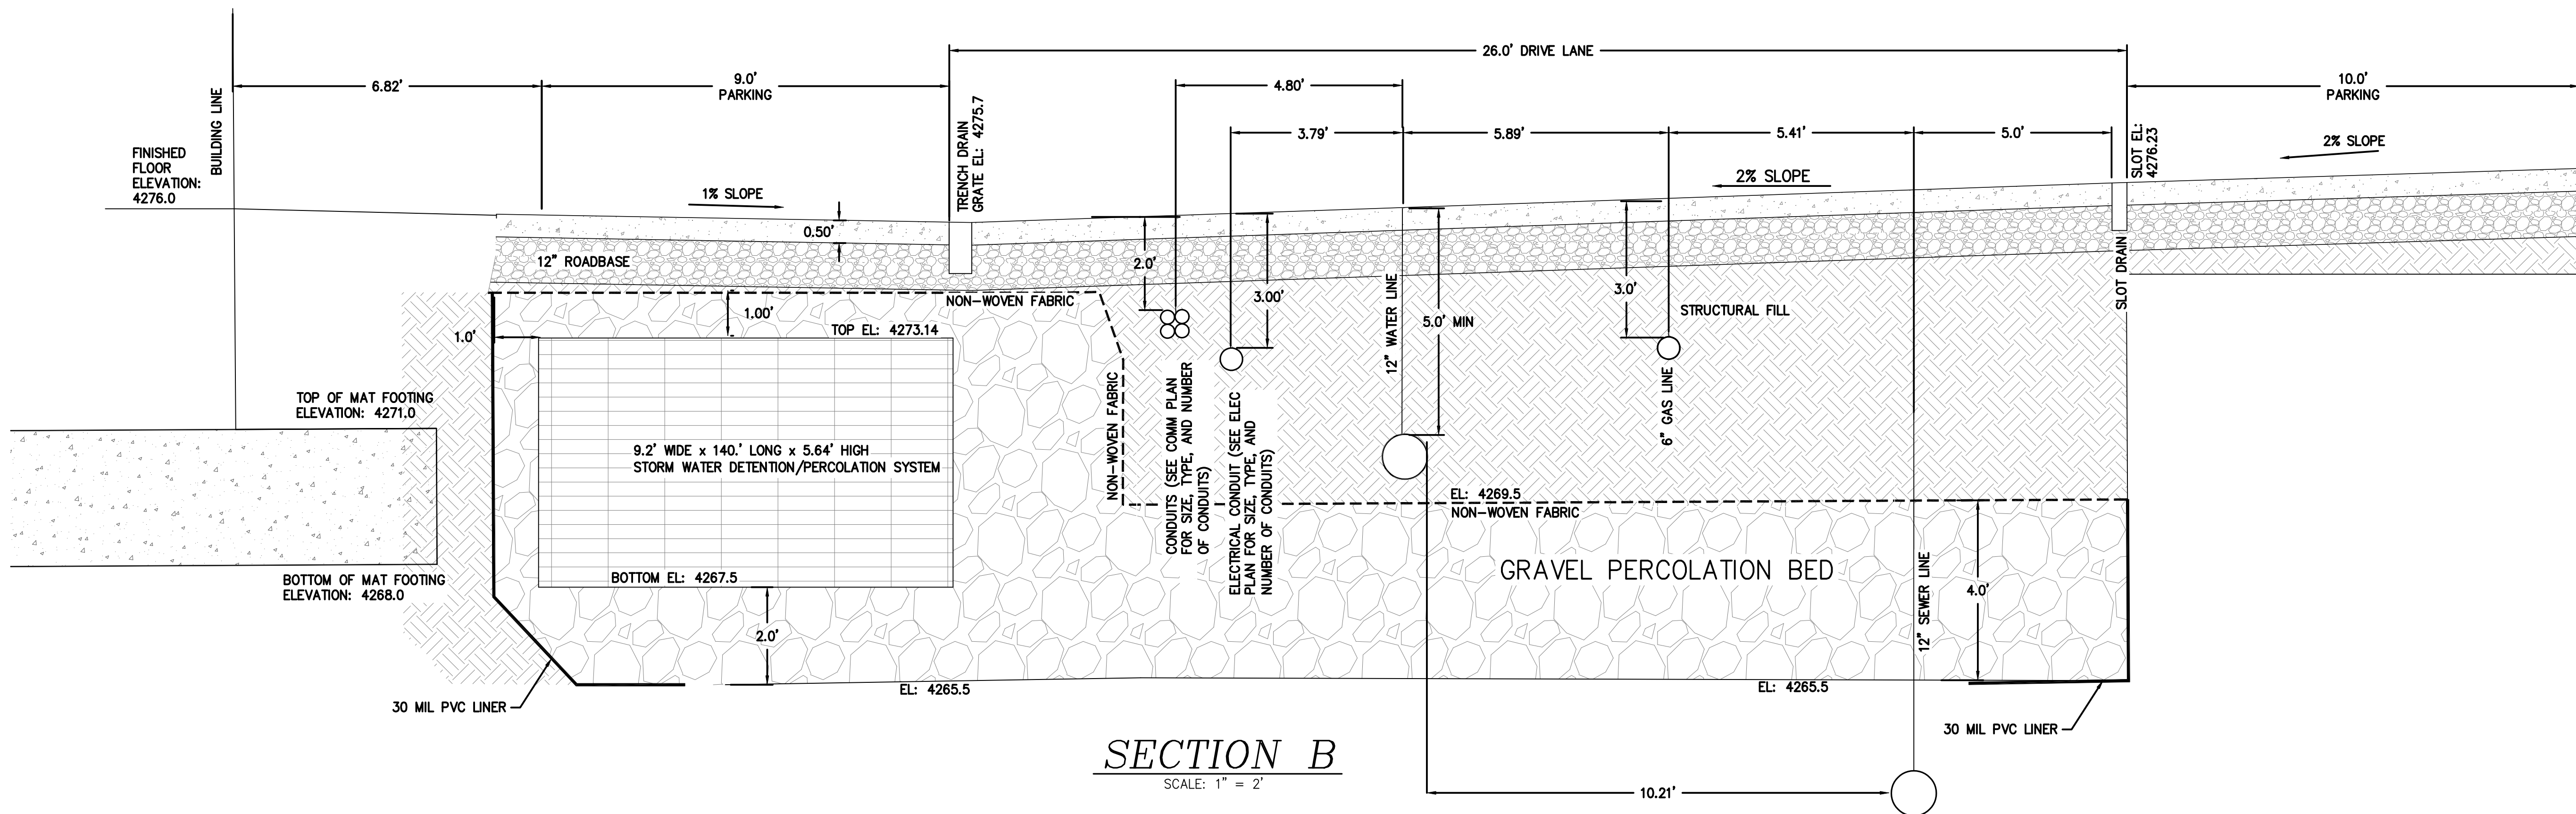 26.0' DRIVE LANE
6.82'
9.0'
PARKING
4.80'
10.0'
PARKING
3.79'
5.89'
5.41'
5.0'
BUILDING LINE
TRENCH DRAIN
GRATE EL: 4275.7
SLOT EL:
4276.23
2% SLOPE
FINISHED
FLOOR
ELEVATION:
4276.0
1% SLOPE
2% SLOPE
0.50'
12" ROADBASE
2.0'
3.00'
3.0'
SLOT DRAIN
NON-WOVEN FABRIC
1.00'
12" WATER LINE
5.0' MIN
STRUCTURAL FILL
1.0'
TOP EL: 4273.14
TOP OF MAT FOOTING
ELEVATION: 4271.0
NON-WOVEN FABRIC
CONDUITS (SEE COMM PLAN
FOR SIZE, TYPE, AND NUMBER
OF CONDUITS)
ELECTRICAL CONDUIT (SEE ELEC
PLAN FOR SIZE, TYPE, AND
NUMBER OF CONDUITS)
6" GAS LINE
9.2' WIDE x 140.' LONG x 5.64' HIGH
STORM WATER DETENTION/PERCOLATION SYSTEM
EL: 4269.5
NON-WOVEN FABRIC
BOTTOM OF MAT FOOTING
ELEVATION: 4268.0
BOTTOM EL: 4267.5
GRAVEL PERCOLATION BED
12" SEWER LINE
4.0'
2.0'
EL: 4265.5
EL: 4265.5
30 MIL PVC LINER
30 MIL PVC LINER
SECTION B
SCALE: 1" = 2'
10.21'